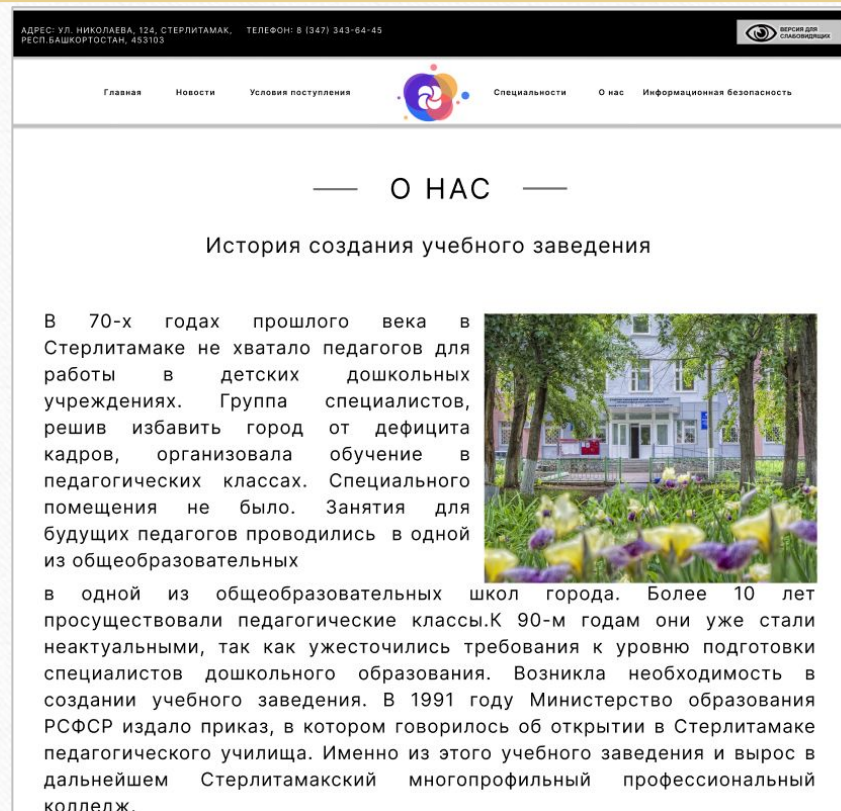 АДРЕС: УЛ. НИКОЛАЕВА, 124, СТЕРЛИТАМАК,
РЕСП.БАШКОРТОСТАН, 453103
ТЕЛЕФОН: 8 (347) 343-64-45
ВЕРСИЯ ДЛЯ
СЛАБОВИДЯЩИХ
Главная Новости Условия поступления Специальности О нас Информационная безопасность
О НАС
История создания учебного заведения
В 70-х годах прошлого века в
Стерлитамаке не хватало педагогов для
работы в детских дошкольных
учреждениях. Группа специалистов,
решив избавить город от дефицита
кадров, организовала обучение в
педагогических классах. Специального
помещения не было. Занятия для
будущих педагогов проводились в одной
из общеобразовательных
в одной из общеобразовательных школ города. Более 10 лет
просуществовали педагогические классы.К 90-м годам они уже стали
неактуальными, так как ужесточились требования к уровню подготовки
специалистов дошкольного образования. Возникла необходимость в
создании учебного заведения. В 1991 году Министерство образования
РСФСР издало приказ, в котором говорилось об открытии в Стерлитамаке
педагогического училища. Именно из этого учебного заведения и вырос в
дальнейшем Стерлитамакский многопрофильный профессиональный
колледж.